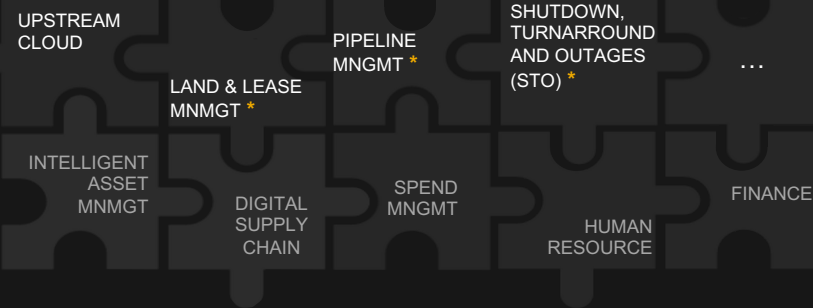 UPSTREAM
CLOUD
LAND & LEASE
MNMGT *
PIPELINE
MNGMT *
SHUTDOWN,
TURNARROUND
AND OUTAGES
(STO) *
...
INTELLIGENT
ASSET
MNMGT
DIGITAL
SUPPLY
CHAIN
SPEND
MNGMT
HUMAN
RESOURCE
FINANCE